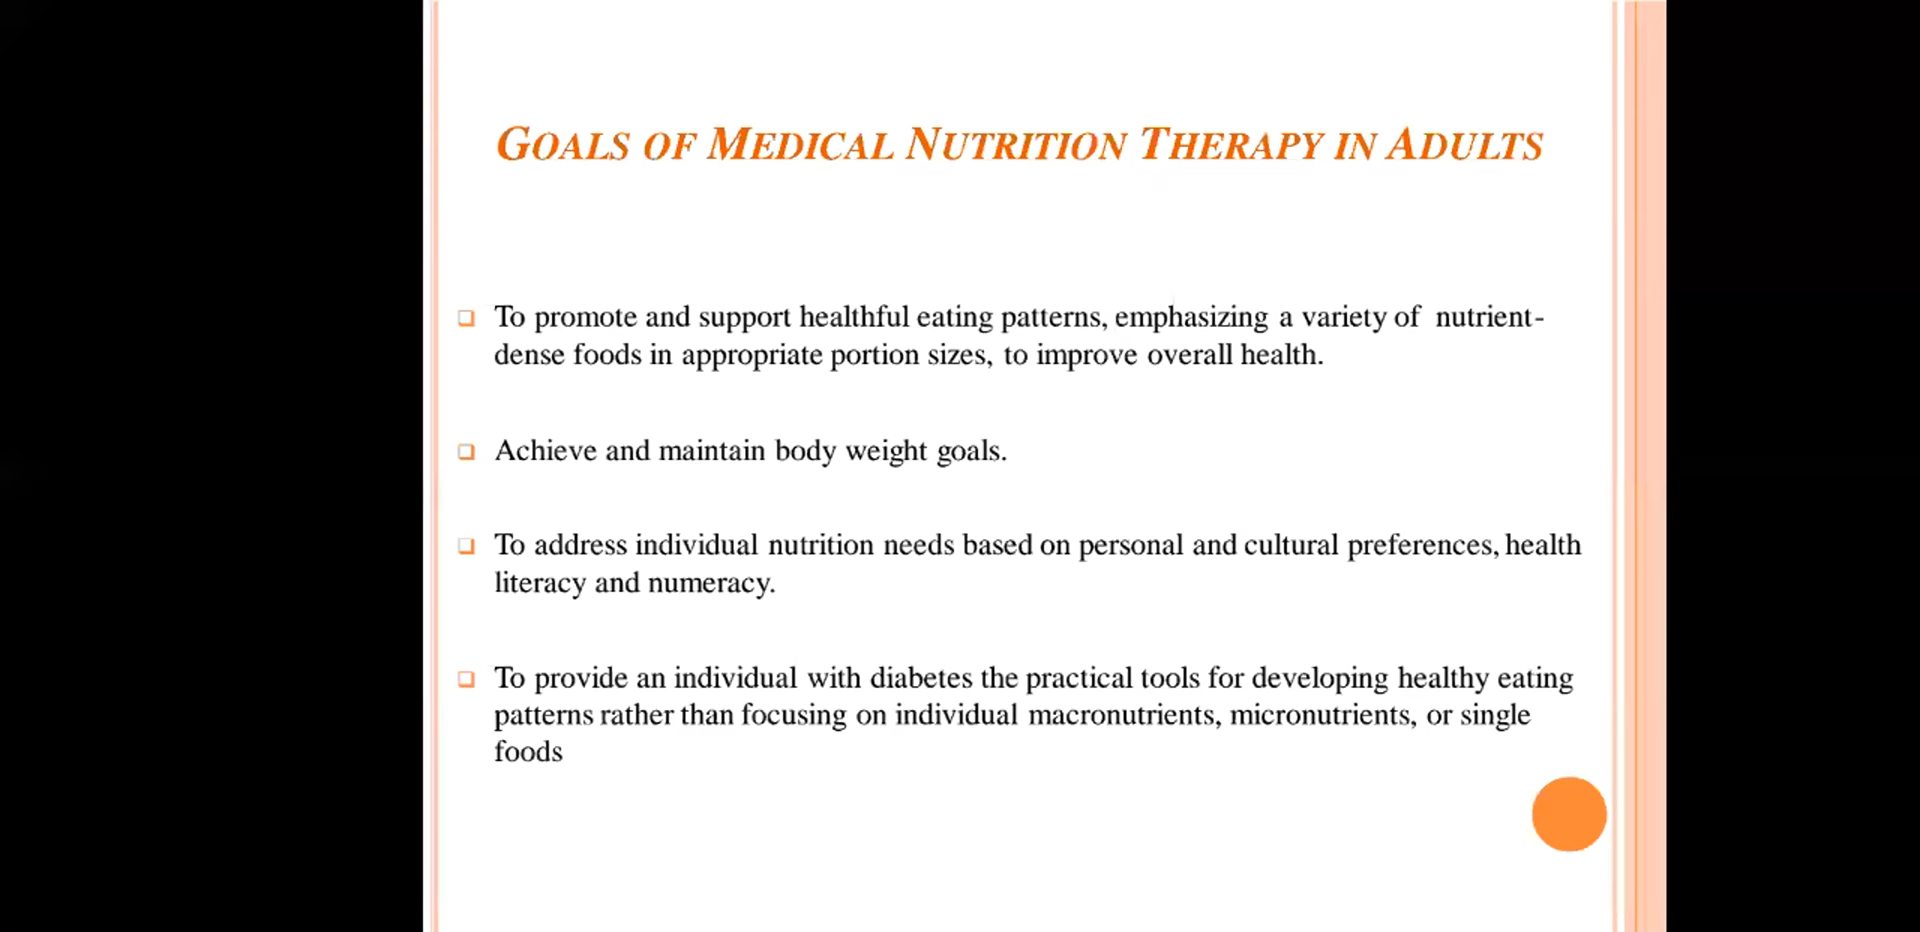 GOALS OF MEDICAL NUTRITION THERAPY IN ADULTS
To promote and support healthful eating patterns, emphasizing a variety of nutrient-
dense foods in appropriate portion sizes, to improve overall health.
Achieve and maintain body weight goals.
To address individual nutrition needs based on personal and cultural preferences, health
literacy and numeracy.
To provide an individual with diabetes the practical tools for developing healthy eating
patterns rather than focusing on individual macronutrients, micronutrients, or single
foods